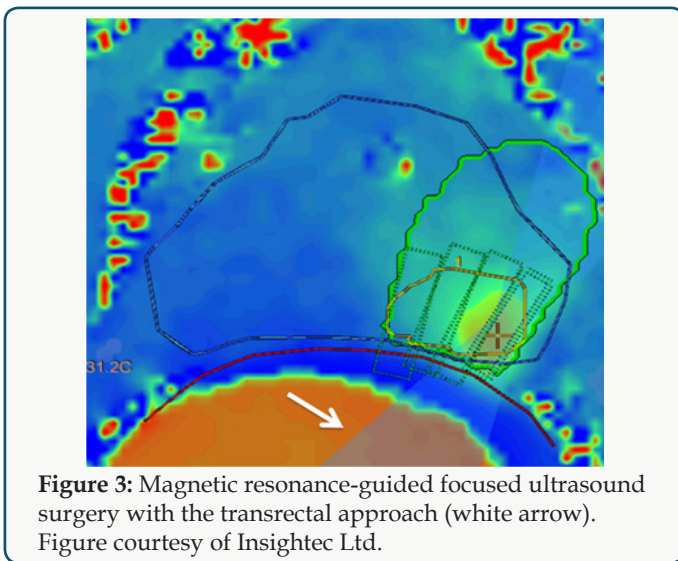 1
31.2C
Figure 3: Magnetic resonance-guided focused ultrasound
surgery with the transrectal approach (white arrow).
Figure courtesy of Insightec Ltd.